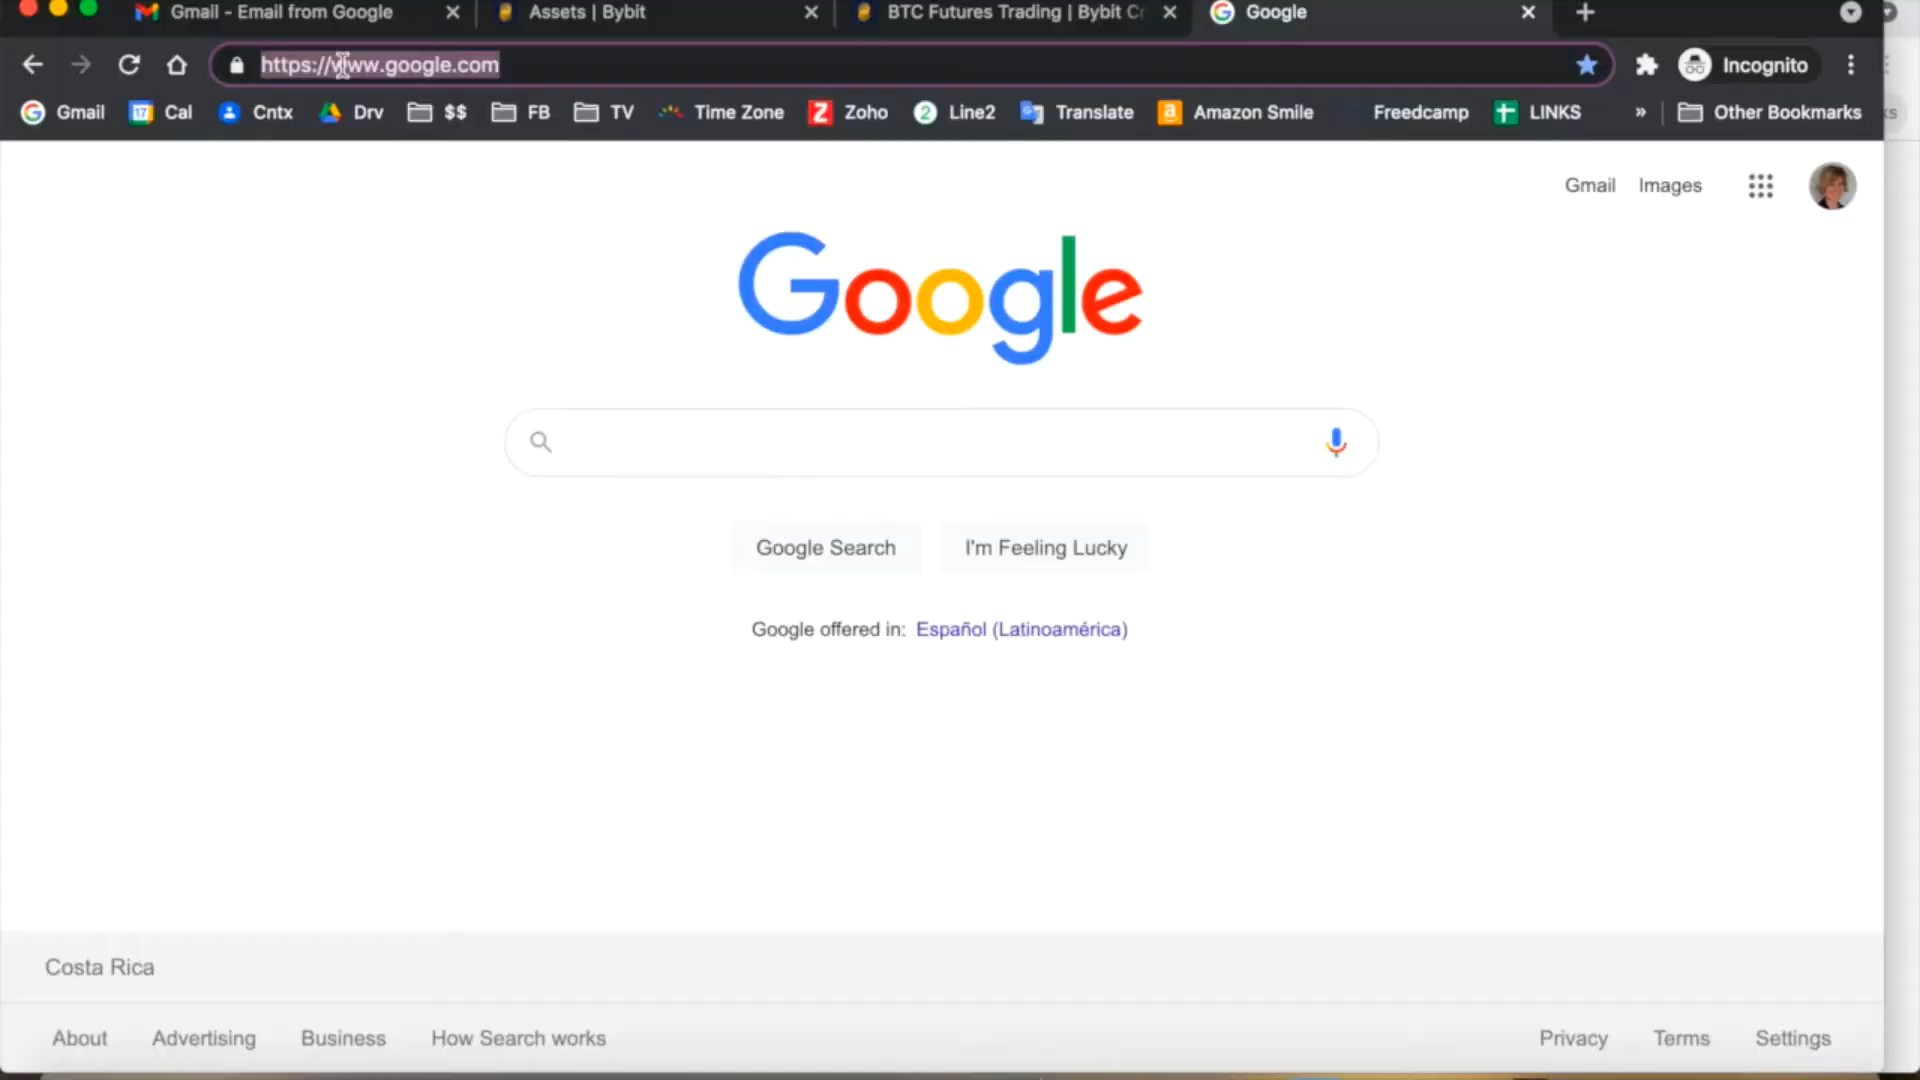 Gmail - Email from Google
Assets | Bybit
BTC Futures Trading | Bybit Cr
Google
https://www.google.com
Incognito
Gmail
17
Cal
Cntx
Drv
$$
FB
TV
Time Zone
Z
Zoho
2
Line2
Translate
a
Amazon Smile
Freedcamp
LINKS
»
Other Bookmarks
Gmail
Images
Google
Google Search
I'm Feeling Lucky
Google offered in: Español (Latinoamérica)
Costa Rica
About
Advertising
Business
How Search works
Privacy
Terms
Settings